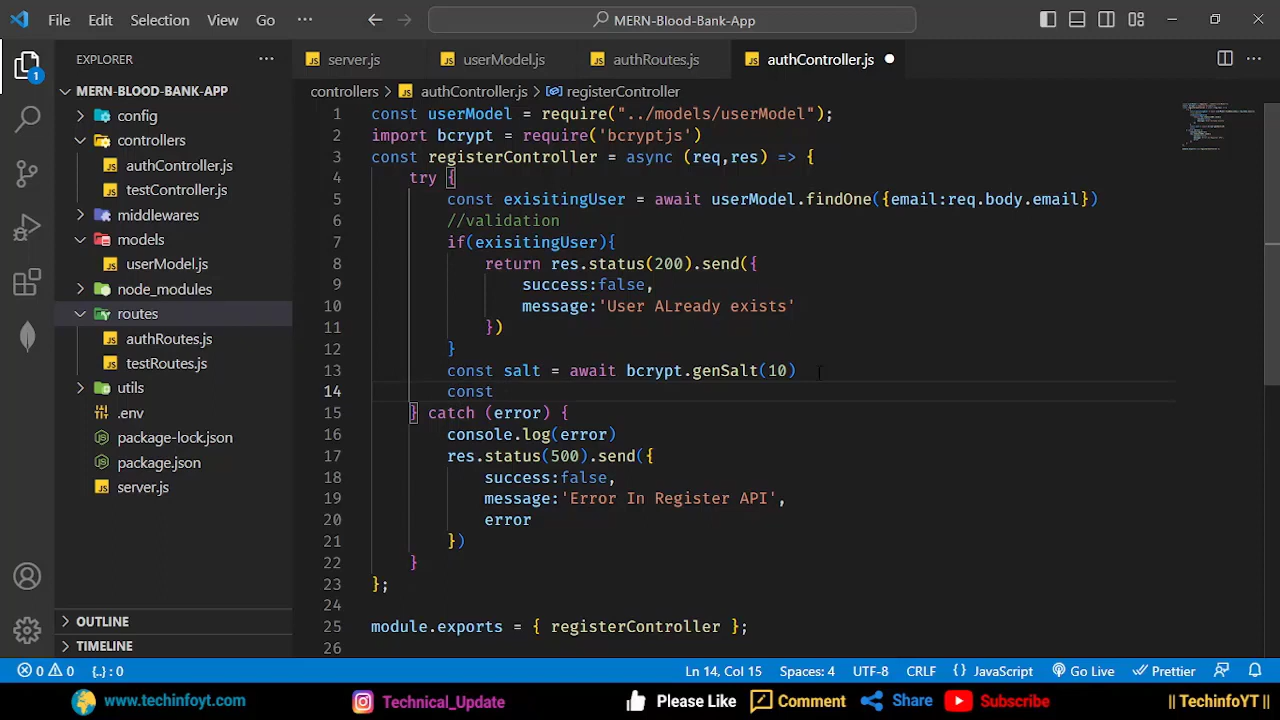 File Edit Selection View Go ··· MERN-Blood-Bank-App
EXPLORER ···
server.js userModel.js authRoutes.js authController.js
MERN-BLOOD-BANK-APP
config
controllers
authController.js
testController.js
middlewares
models
userModel.js
node_modules
routes
authRoutes.js
testRoutes.js
utils
.env
package-lock.json
package.json
server.js
OUTLINE
TIMELINE
1
controllers > authController.js > registerController
1 const userModel = require("../models/userModel");
2 import bcrypt = require('bcryptjs')
3 const registerController = async (req,res) => {
4 try {
5 const exisitingUser = await userModel.findOne({email:req.body.email})
6 //validation
7 if(exisitingUser){
8 return res.status(200).send({
9 success:false,
10 message:'User ALready exists'
11 })
12 }
13 const salt = await bcrypt.genSalt(10)
14 const
15 } catch (error) {
16 console.log(error)
17 res.status(500).send({
18 success:false,
19 message:'Error In Register API',
20 error
21 })
22 }
23 };
24
25 module.exports = { registerController };
26
0 0 {..} : 0 Ln 14, Col 15 Spaces: 4 UTF-8 CRLF {} JavaScript Go Live Prettier
www.techinfoyt.com Technical_Update Please Like Comment Share Subscribe || TechinfoYT ||